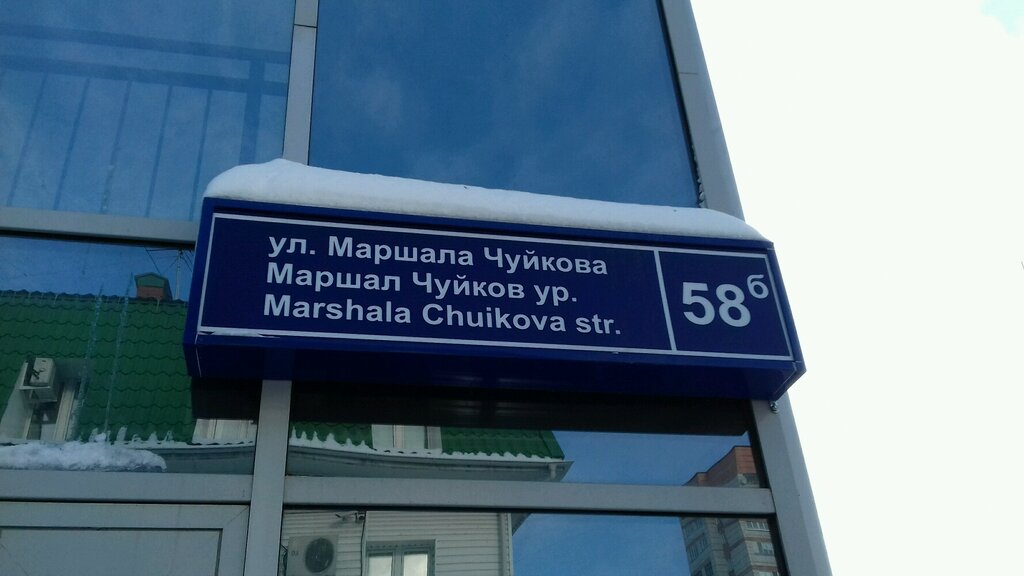 ул. Маршала Чуйкова
Маршал Чуйков ур.
Marshala Chuikova str.
58б